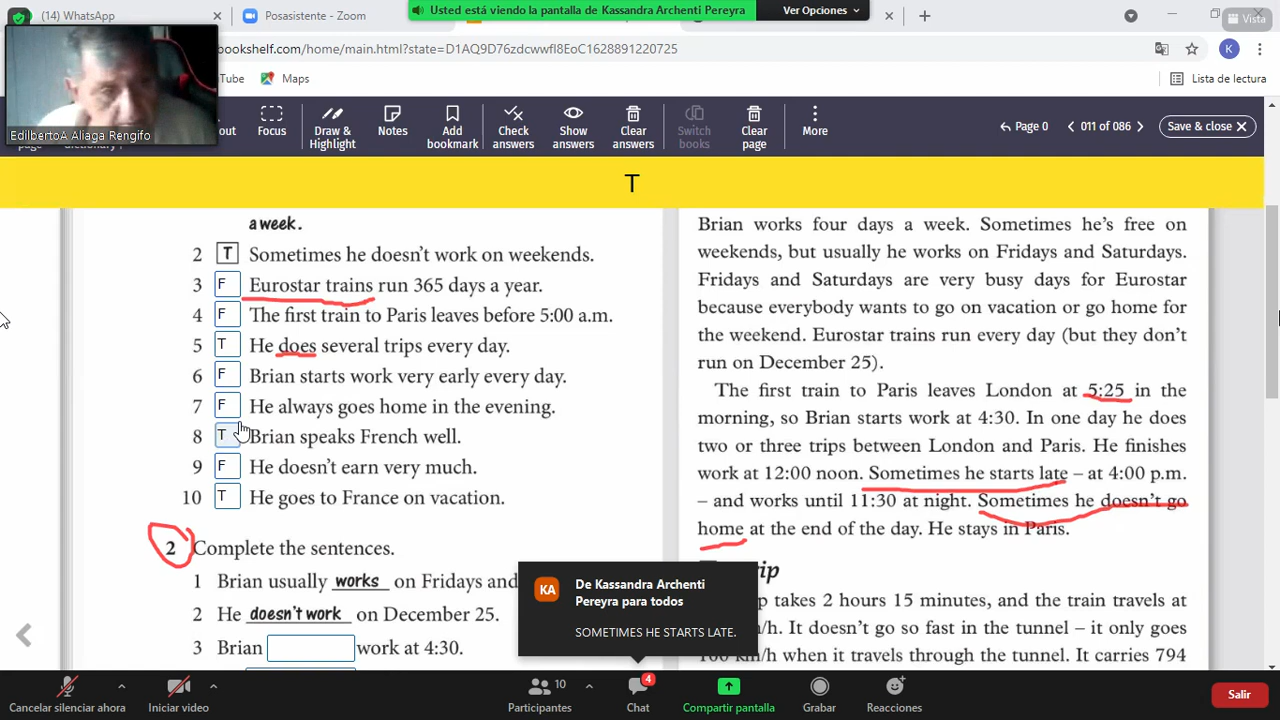 (14) WhatsApp
Posasistente - Zoom
Usted está viendo la pantalla de Kassandra Archenti Pereyra
Ver Opciones
Vista
bookshelf.com/home/main.html?state=D1AQ9D76zdcwwfl8EoC1628891220725
K
Tube
Maps
Lista de lectura
EdilbertoA Aliaga Rengifo
out
Focus
Draw & Highlight
Notes
Add bookmark
Check answers
Show answers
Clear answers
Switch books
Clear page
More
Page 0
011 of 086
Save & close X
page
dictionary
T
a week.
2 T Sometimes he doesn't work on weekends.
3 F Eurostar trains run 365 days a year.
4 F The first train to Paris leaves before 5:00 a.m.
5 T He does several trips every day.
6 F Brian starts work very early every day.
7 F He always goes home in the evening.
8 T Brian speaks French well.
9 F He doesn't earn very much.
10 T He goes to France on vacation.
2 Complete the sentences.
1 Brian usually works on Fridays and
2 He doesn't work on December 25.
3 Brian work at 4:30.
Brian works four days a week. Sometimes he's free on
weekends, but usually he works on Fridays and Saturdays.
Fridays and Saturdays are very busy days for Eurostar
because everybody wants to go on vacation or go home for
the weekend. Eurostar trains run every day (but they don't
run on December 25).
The first train to Paris leaves London at 5:25 in the
morning, so Brian starts work at 4:30. In one day he does
two or three trips between London and Paris. He finishes
work at 12:00 noon. Sometimes he starts late – at 4:00 p.m.
– and works until 11:30 at night. Sometimes he doesn't go
home at the end of the day. He stays in Paris.
ip
p takes 2 hours 15 minutes, and the train travels at
m/h. It doesn't go so fast in the tunnel – it only goes
km/h when it travels through the tunnel. It carries 794
KA
De Kassandra Archenti
Pereyra para todos
SOMETIMES HE STARTS LATE.
Cancelar silenciar ahora
Iniciar video
10
Participantes
4
Chat
Compartir pantalla
Grabar
Reacciones
Salir